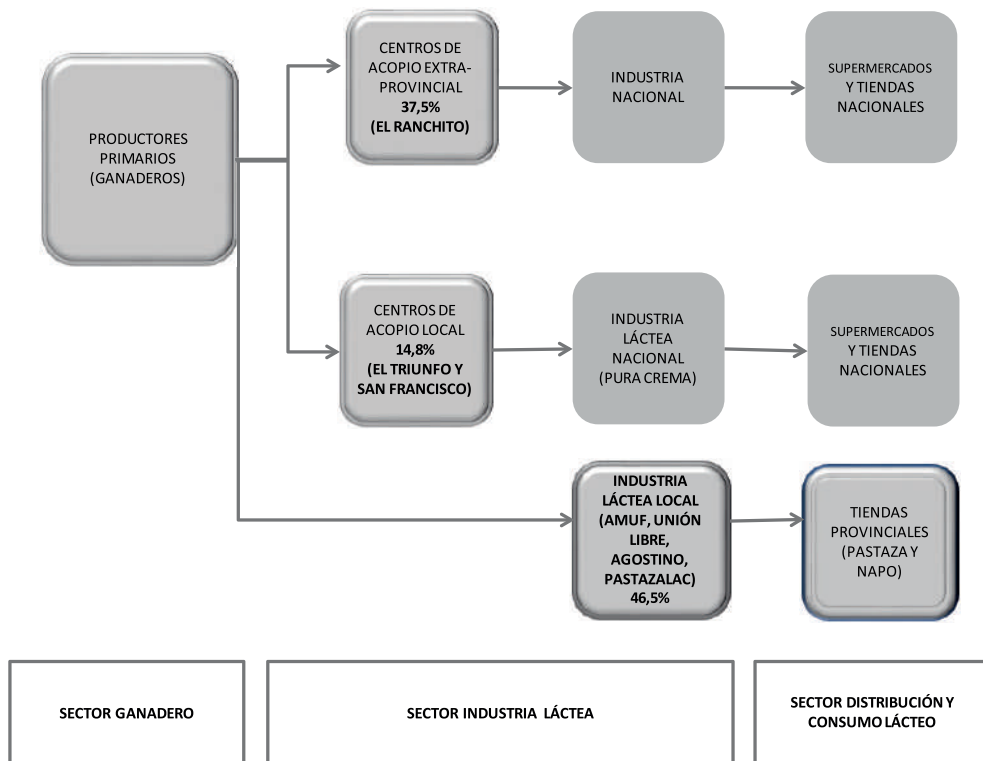 PRODUCTORES
PRIMARIOS
(GANADEROS)
CENTROS DE
ACOPIO EXTRA-
PROVINCIAL
37,5%
(EL RANCHITO)
INDUSTRIA
NACIONAL
SUPERMERCADOS
Y TIENDAS
NACIONALES
CENTROS DE
ACOPIO LOCAL
14,8%
(EL TRIUNFO Y
SAN FRANCISCO)
INDUSTRIA
LÁCTEA
NACIONAL
(PURA CREMA)
SUPERMERCADOS
Y TIENDAS
NACIONALES
INDUSTRIA
LÁCTEA LOCAL
(AMUF, UNIÓN
LIBRE,
AGOSTINO,
PASTAZALAC)
46,5%
TIENDAS
PROVINCIALES
(PASTAZA Y
NAPO)
SECTOR GANADERO
SECTOR INDUSTRIA LÁCTEA
SECTOR DISTRIBUCIÓN Y
CONSUMO LÁCTEO